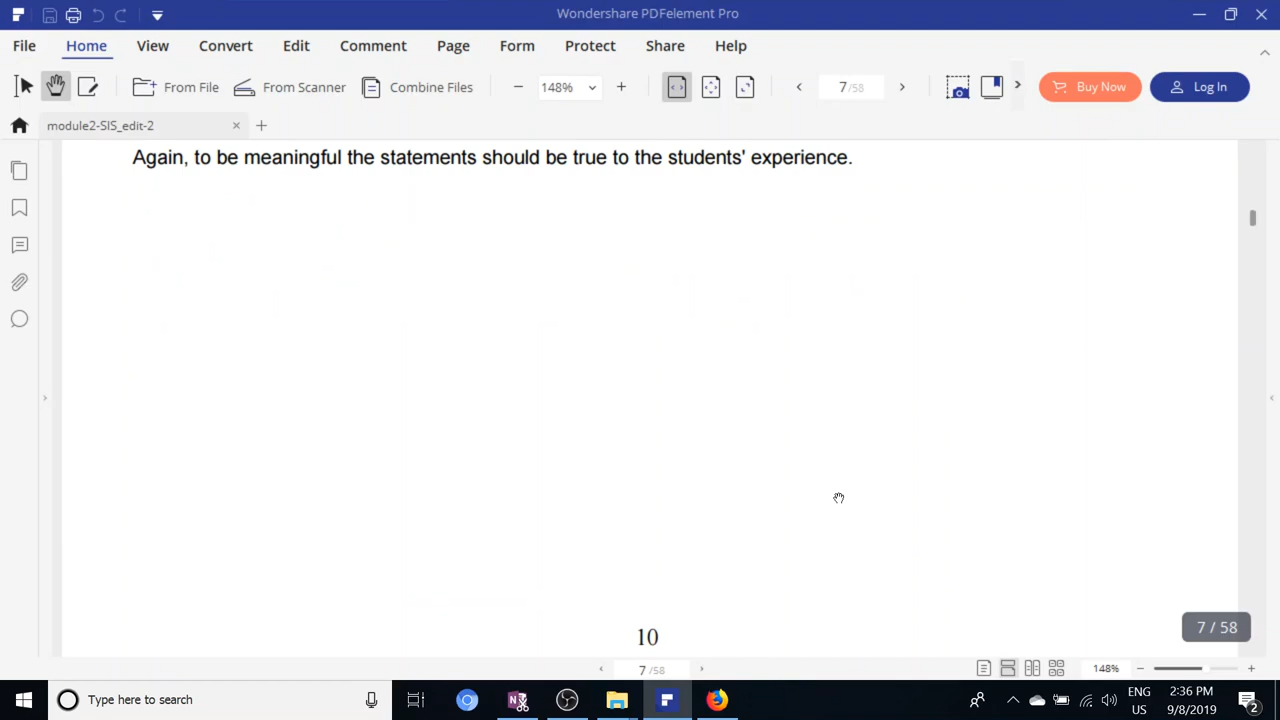 Wondershare PDFelement Pro
File Home View Convert Edit Comment Page Form Protect Share Help
From File From Scanner Combine Files 148% 7/58 Buy Now Log In
module2-SIS_edit-2
Again, to be meaningful the statements should be true to the students' experience.
10
7 / 58
7 /58 148%
Type here to search
ENG
US
2:36 PM
9/8/2019
2